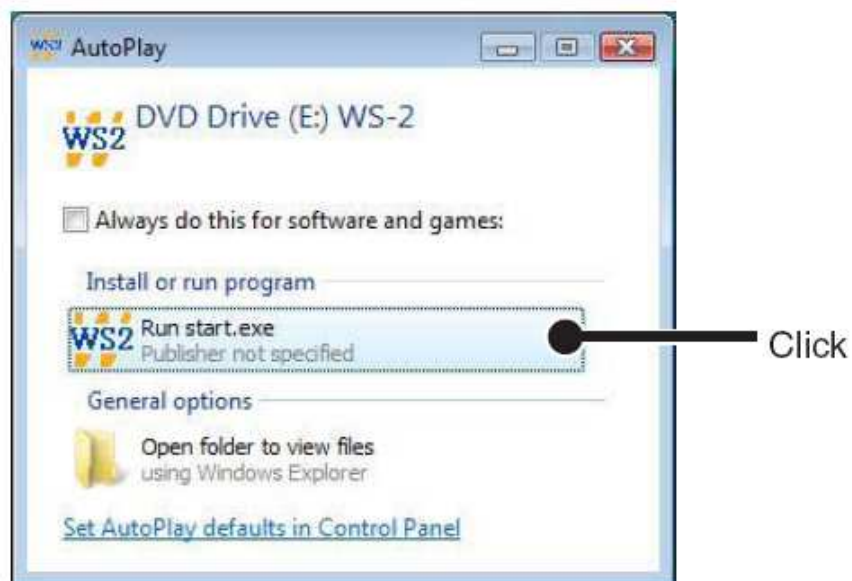 WS2 AutoPlay
WS2 DVD Drive (E:) WS-2
Always do this for software and games:
Install or run program
WS2 Run start.exe
Publisher not specified
Click
General options
Open folder to view files
using Windows Explorer
Set AutoPlay defaults in Control Panel